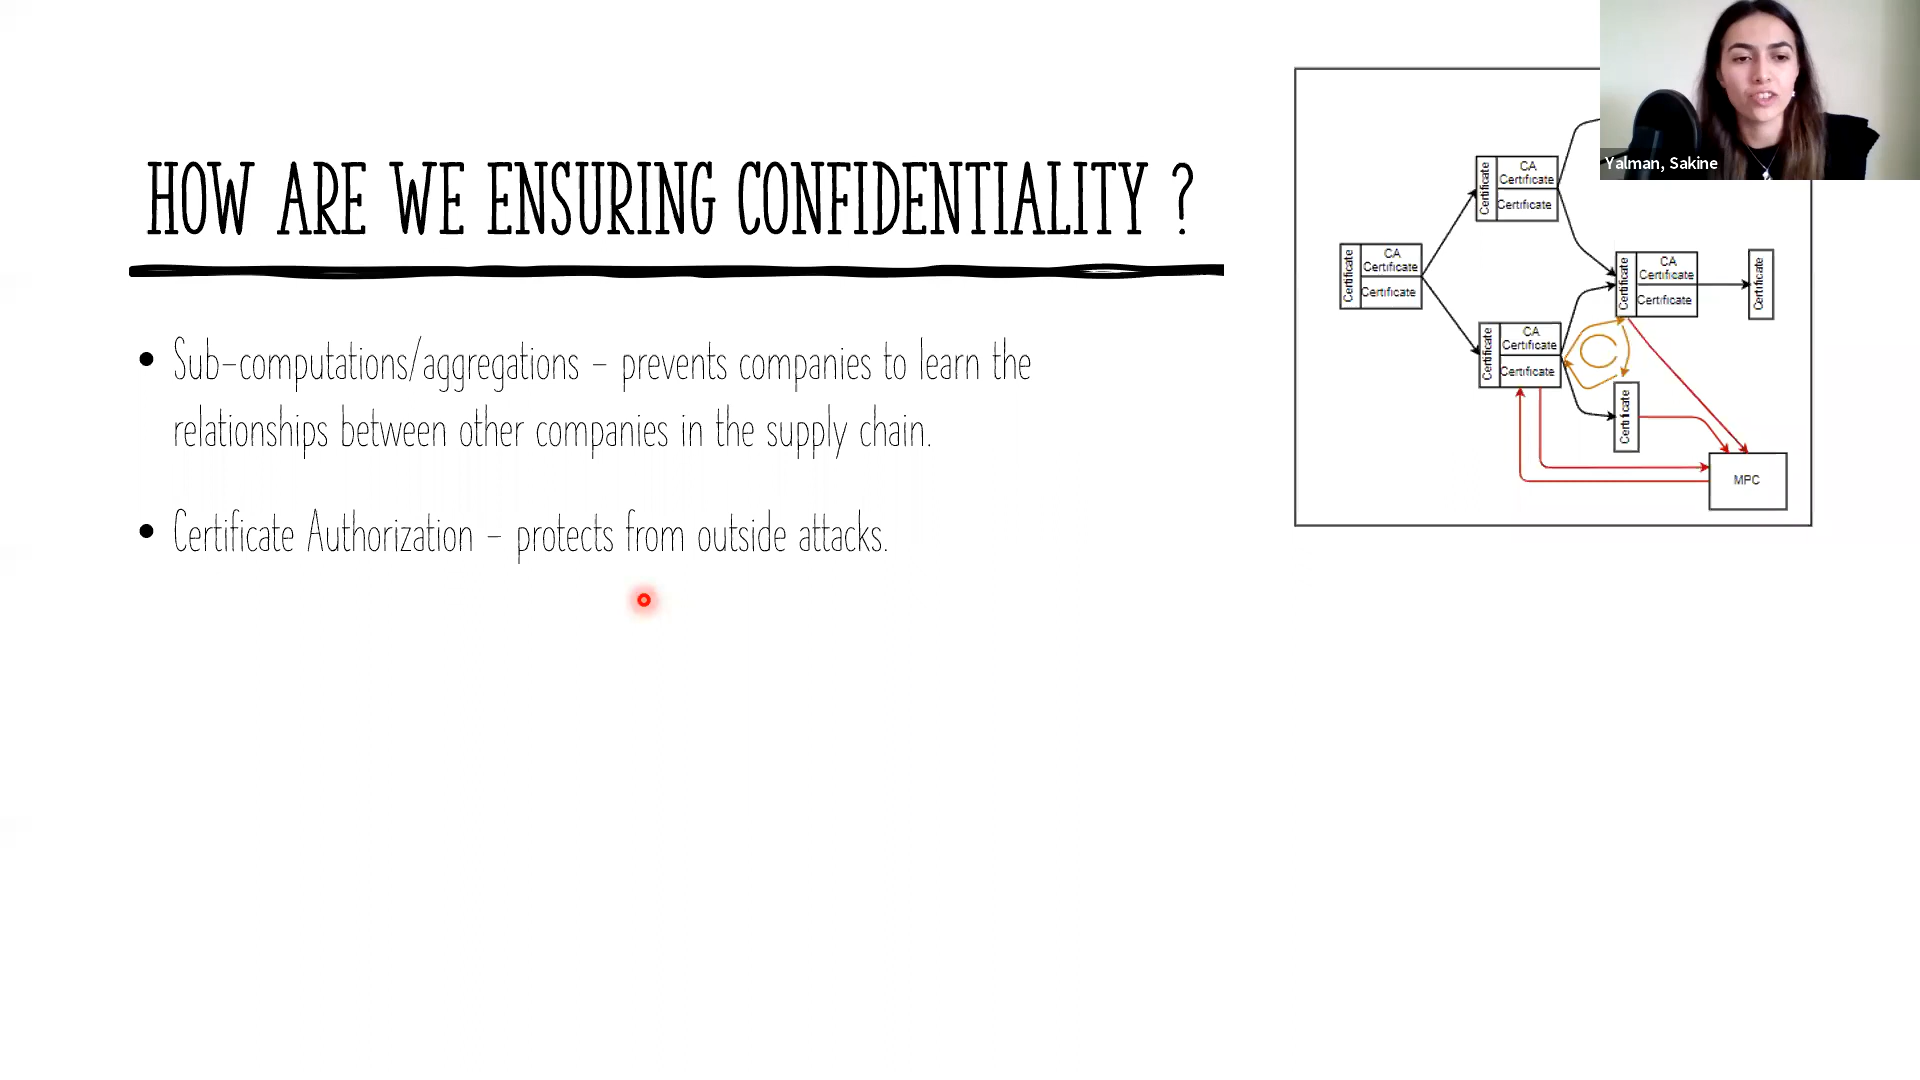 HOW ARE WE ENSURING CONFIDENTIALITY ?
• Sub-computations/aggregations – prevents companies to learn the
relationships between other companies in the supply chain.
• Certificate Authorization – protects from outside attacks.
Yalman, Sakine
Certificate
CA
Certificate
Certificate
Certificate
CA
Certificate
Certificate
Certificate
CA
Certificate
Certificate
Certificate
Certificate
CA
Certificate
Certificate
Certificate
MPC